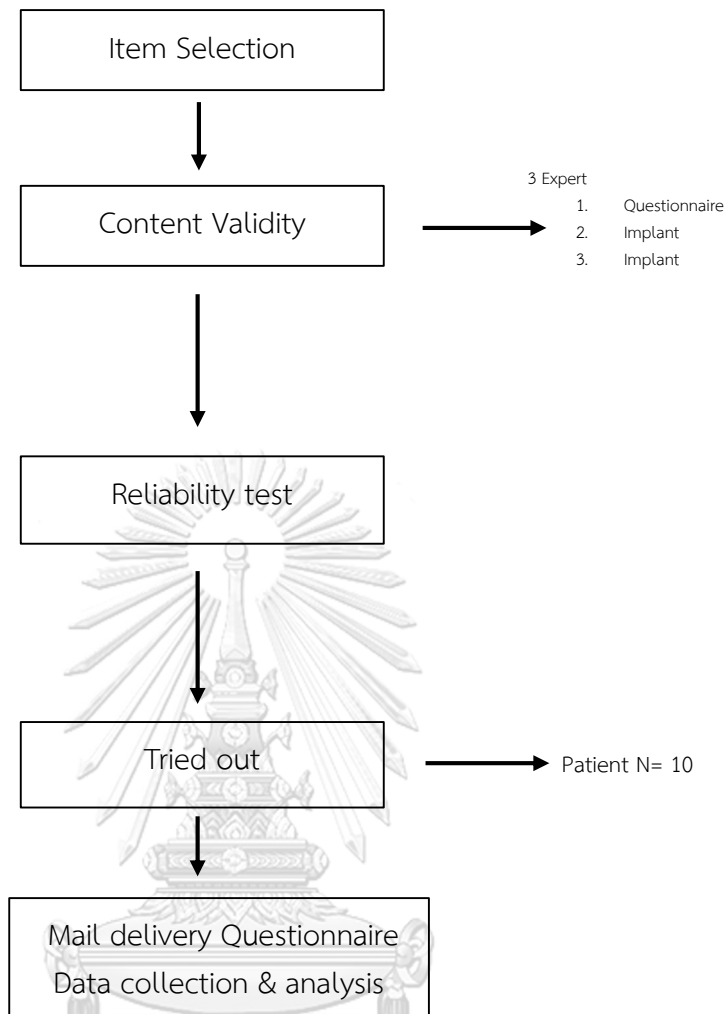 Item Selection
Content Validity
3 Expert
1. Questionnaire
2. Implant
3. Implant
Reliability test
Tried out
Patient N= 10
Mail delivery Questionnaire
Data collection & analysis